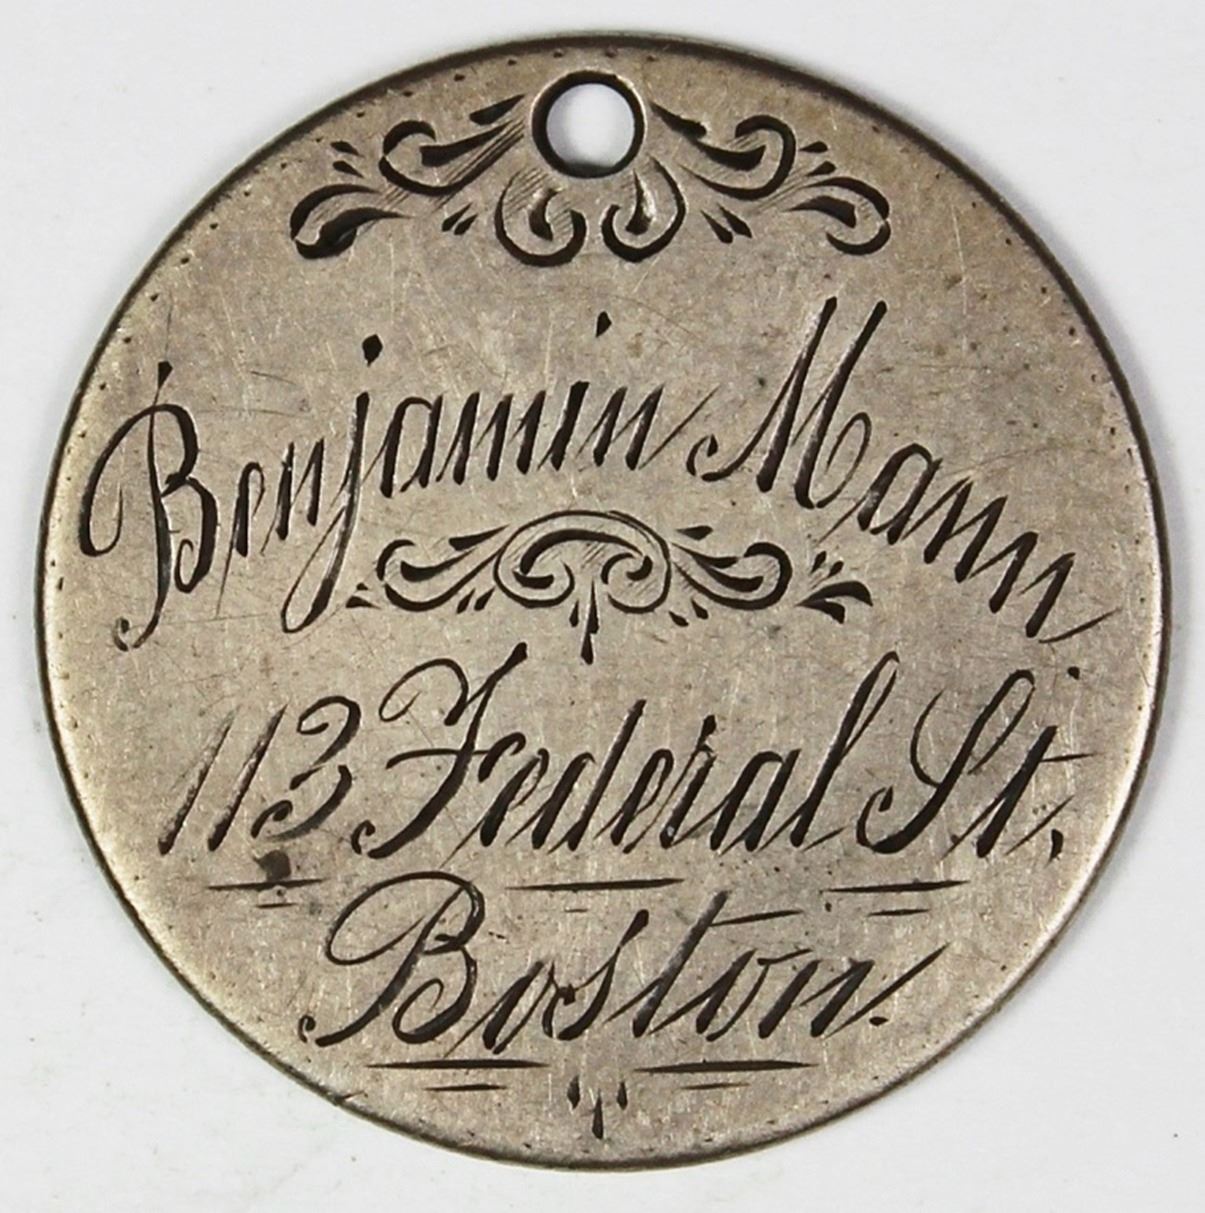 Benjamin Mann
113 Federal St.
Boston.